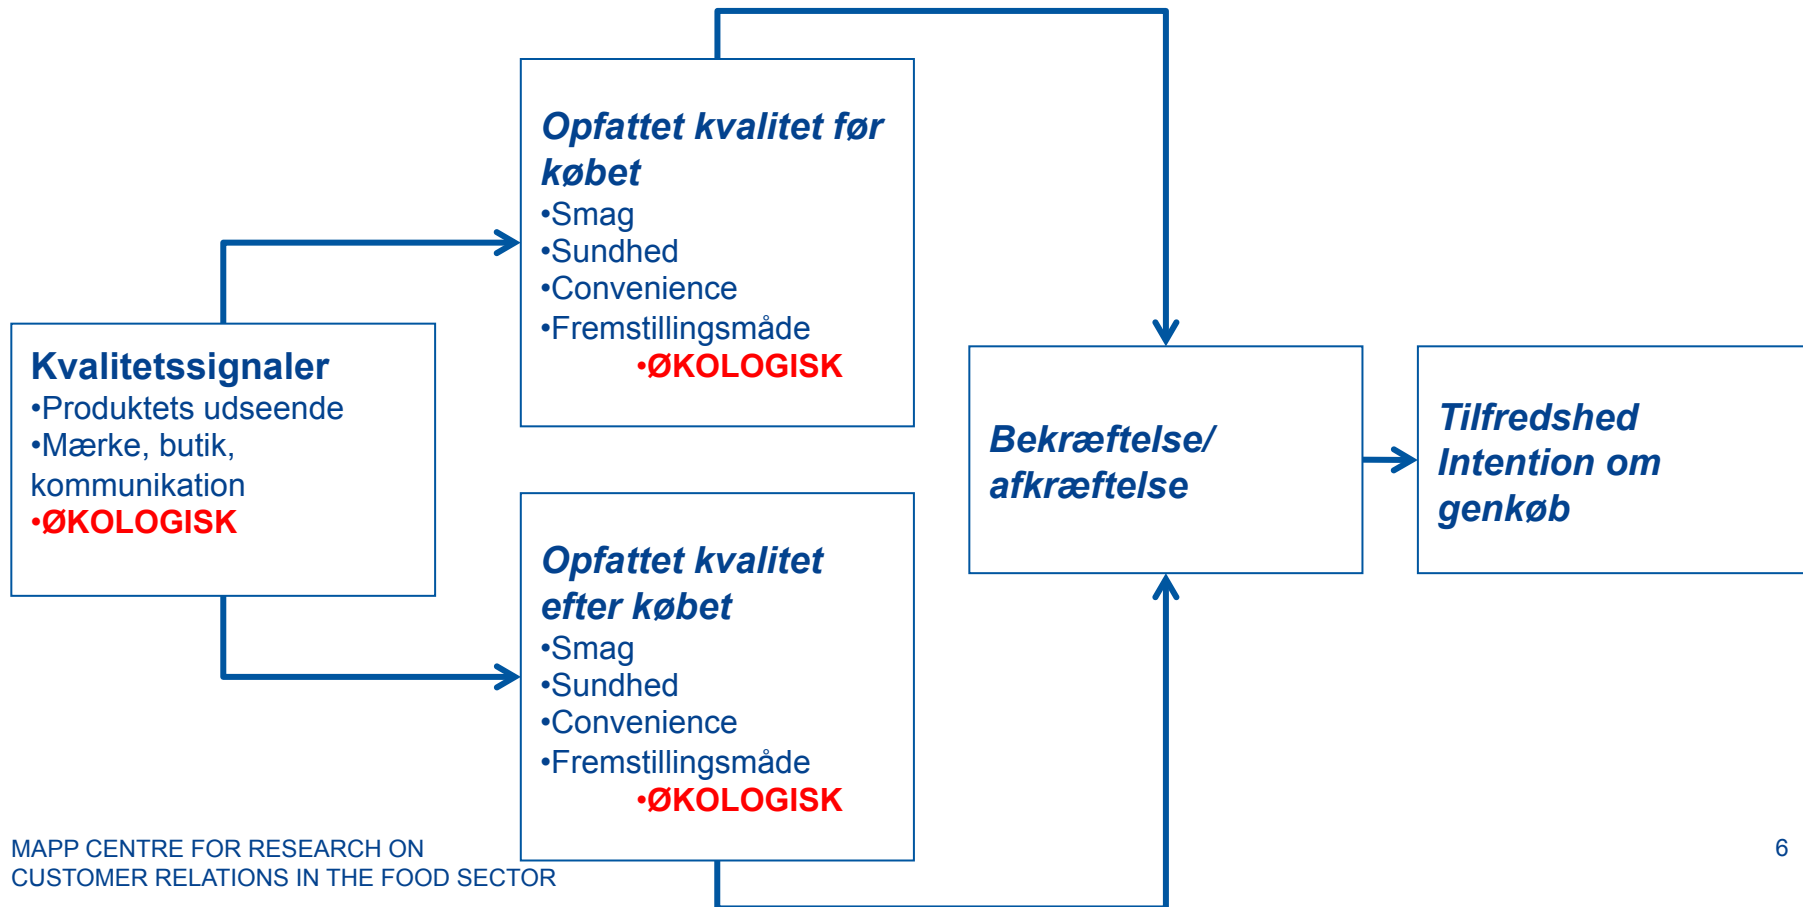 Kvalitetssignaler
•Produktets udseende
•Mærke, butik,
kommunikation
•ØKOLOGISK
Opfattet kvalitet før
købet
•Smag
•Sundhed
•Convenience
•Fremstillingsmåde
•ØKOLOGISK
Opfattet kvalitet
efter købet
•Smag
•Sundhed
•Convenience
•Fremstillingsmåde
•ØKOLOGISK
Bekræftelse/
afkræftelse
Tilfredshed
Intention om
genkøb
MAPP CENTRE FOR RESEARCH ON
CUSTOMER RELATIONS IN THE FOOD SECTOR
6